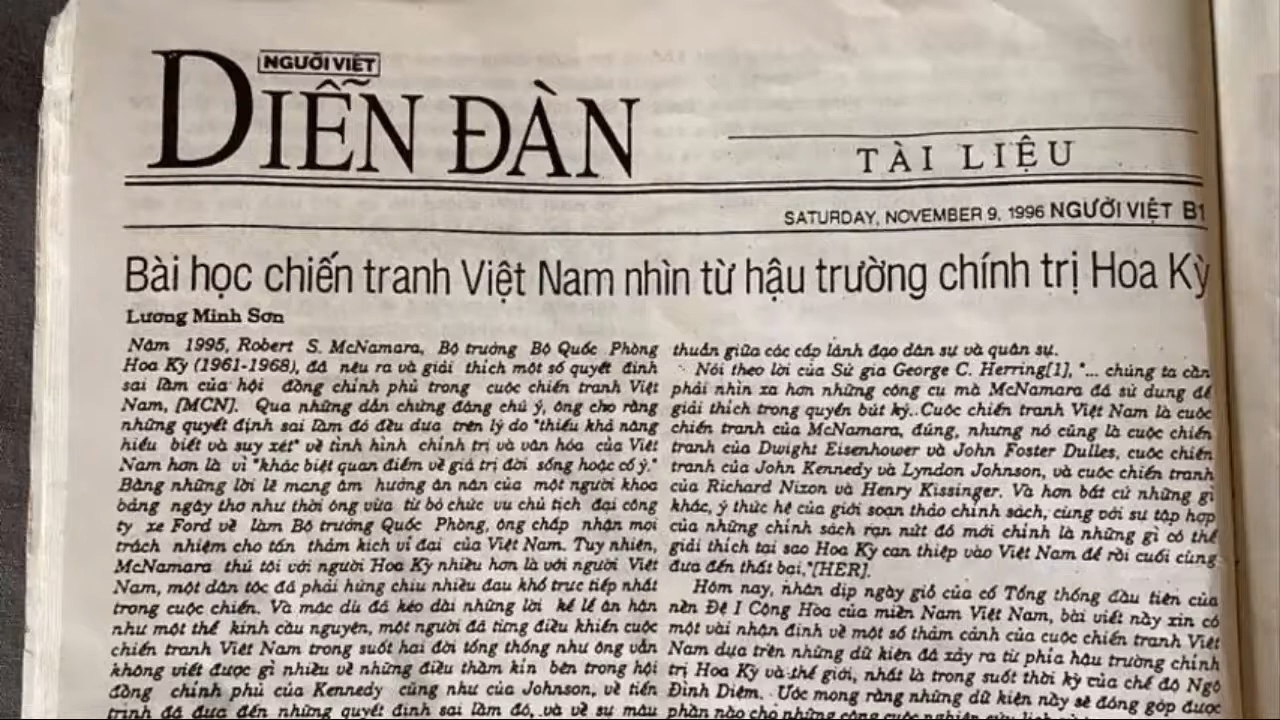 NGƯỜI VIỆT
DIỄN ĐÀN
TÀI LIỆU
SATURDAY, NOVEMBER 9, 1996 NGƯỜI VIỆT B1
Bài học chiến tranh Việt Nam nhìn từ hậu trường chính trị Hoa Kỳ
Lương Minh Sơn
Năm 1995, Robert S. McNamara, Bộ trưởng Bộ Quốc Phòng
Hoa Kỳ (1961-1968), đã nêu ra và giải thích một số quyết định
sai lầm của hội đồng chính phủ trong cuộc chiến tranh Việt
Nam, [MCN]. Qua những dẫn chứng đáng chú ý, ông cho rằng
những quyết định sai lầm đó đều dựa trên lý do "thiếu khả năng
hiểu biết và suy xét" về tình hình chính trị và văn hóa của Việt
Nam hơn là vì "khác biệt quan điểm về giá trị đời sống hoặc cố ý."
Bằng những lời lẽ mang âm hưởng ăn năn của một người khoa
bảng ngây thơ như thời ông vừa từ bỏ chức vụ chủ tịch đại công
ty xe Ford về làm Bộ trưởng Quốc Phòng, ông chấp nhận mọi
trách nhiệm cho tấn thảm kịch vĩ đại của Việt Nam. Tuy nhiên,
McNamara thú tội với người Hoa Kỳ nhiều hơn là với người Việt
Nam, một dân tộc đã phải hứng chịu nhiều đau khổ trực tiếp nhất
trong cuộc chiến. Và mặc dù đã kéo dài những lời kể lể ân hận
như một thể kinh cầu nguyện, một người đã từng điều khiển cuộc
chiến tranh Việt Nam trong suốt hai đời tổng thống như ông vẫn
không viết được gì nhiều về những điều thầm kín bên trong hội
đồng chính phủ của Kennedy cũng như của Johnson, về tiến
trình đã đưa đến những quyết định sai lầm đó, và về sự mâu
thuẫn giữa các cấp lãnh đạo dân sự và quân sự.
Nói theo lời của Sử gia George C. Herring[1], "... chúng ta cần
phải nhìn xa hơn những công cụ mà McNamara đã sử dụng để
giải thích trong quyển bút ký.. Cuộc chiến tranh Việt Nam là cuộc
chiến tranh của McNamara, đúng, nhưng nó cũng là cuộc chiến
tranh của Dwight Eisenhower và John Foster Dulles, cuộc chiến
tranh của John Kennedy và Lyndon Johnson, và cuộc chiến tranh
của Richard Nixon và Henry Kissinger. Và hơn bất cứ những gì
khác, ý thức hệ của giới soạn thảo chính sách, cùng với sự tập hợp
của những chính sách rạn nứt đó mới chính là những gì có thể
giải thích tại sao Hoa Kỳ can thiệp vào Việt Nam để rồi cuối cùng
đưa đến thất bại,"[HER].
Hôm nay, nhân dịp ngày giỗ của cố Tổng thống đầu tiên của
nền Đệ I Cộng Hòa của miền Nam Việt Nam, bài viết này xin có
một vài nhận định về một số thảm cảnh của cuộc chiến tranh Việt
Nam dựa trên những dữ kiện đã xảy ra từ phía hậu trường chính
trị Hoa Kỳ và thế giới, nhất là trong suốt thời kỳ của chế độ Ngô
Đình Diệm. Ước mong rằng những dữ kiện này sẽ đóng góp được
phần nào cho những công cuộc nghiên cứu